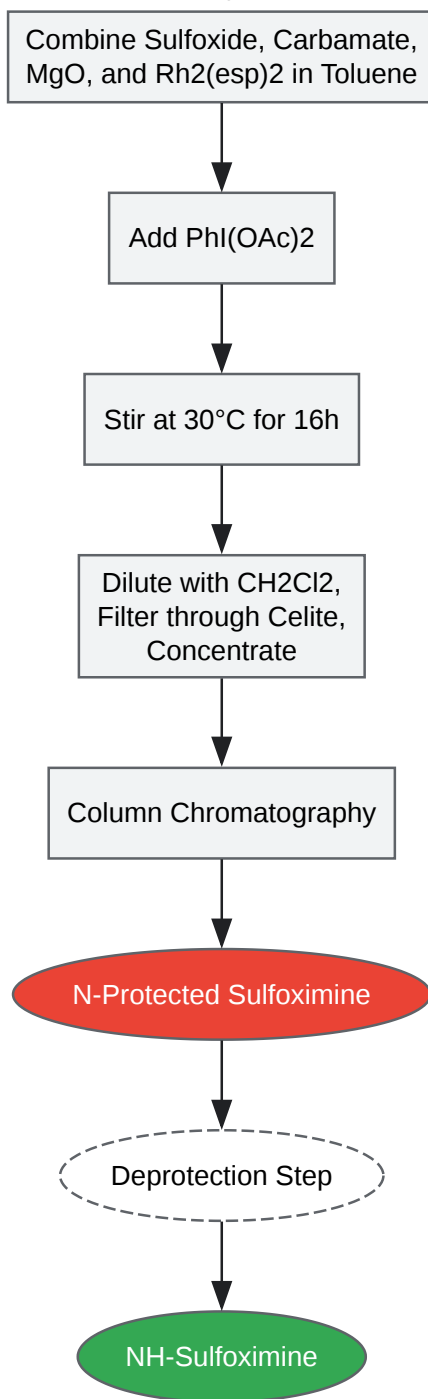 Combine Sulfoxide, Carbamate,
MgO, and Rh2(esp)2 in Toluene
Add PhI(OAc)2
Stir at 30°C for 16h
Dilute with CH2Cl2,
Filter through Celite,
Concentrate
Column Chromatography
N-Protected Sulfoximine
Deprotection Step
NH-Sulfoximine